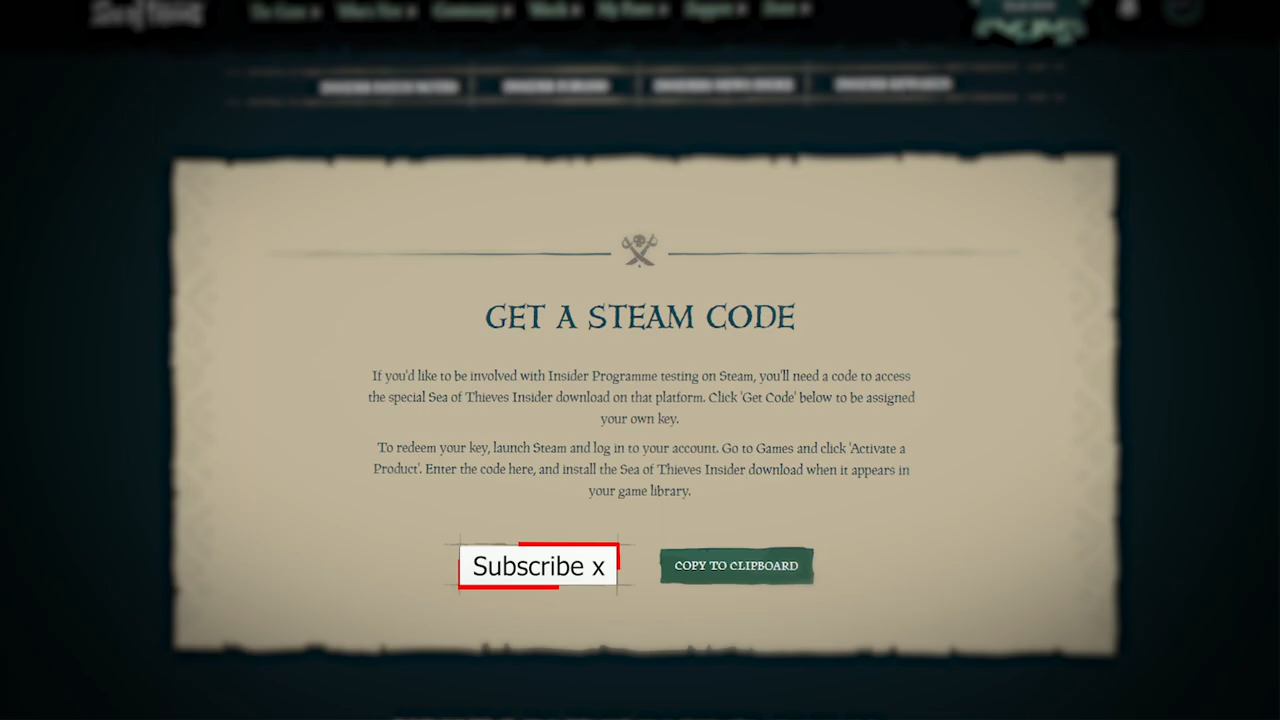 GET A STEAM CODE
If you'd like to be involved with Insider Programme testing on Steam, you'll need a code to access
the special Sea of Thieves Insider download on that platform. Click 'Get Code' below to be assigned
your own key.
To redeem your key, launch Steam and log in to your account. Go to Games and click 'Activate a
Product'. Enter the code here, and install the Sea of Thieves Insider download when it appears in
your game library.
Subscribe x
COPY TO CLIPBOARD